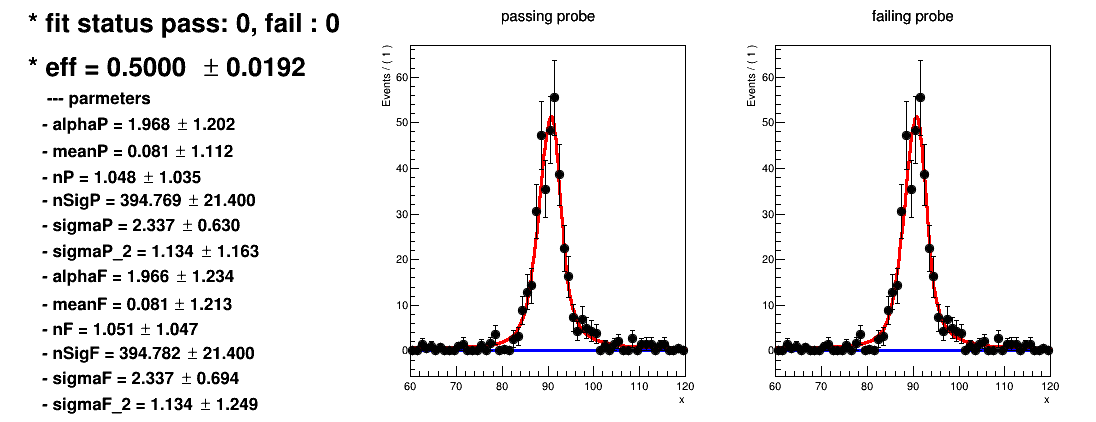 * fit status pass: 0, fail : 0
* eff = 0.5000 ± 0.0192
--- parmeters
- alphaP = 1.968 ± 1.202
- meanP = 0.081 ± 1.112
- nP = 1.048 ± 1.035
- nSigP = 394.769 ± 21.400
- sigmaP = 2.337 ± 0.630
- sigmaP_2 = 1.134 ± 1.163
- alphaF = 1.966 ± 1.234
- meanF = 0.081 ± 1.213
- nF = 1.051 ± 1.047
- nSigF = 394.782 ± 21.400
- sigmaF = 2.337 ± 0.694
- sigmaF_2 = 1.134 ± 1.249
passing probe
Events / ( 1 )
60
50
40
30
20
10
0
60 70 80 90 100 110 120
x
failing probe
Events / ( 1 )
60
50
40
30
20
10
0
60 70 80 90 100 110 120
x